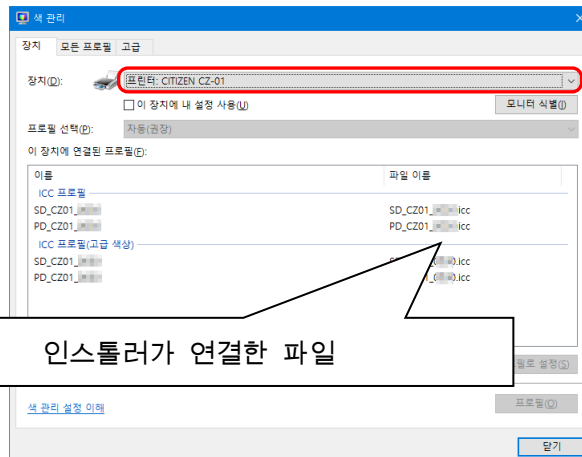 색 관리
장치 모든 프로필 고급
장치(D): 프린터: CITIZEN CZ-01
이 장치에 내 설정 사용(U) 모니터 식별(I)
프로필 선택(P): 자동(권장)
이 장치에 연결된 프로필(E):
이름 파일 이름
ICC 프로필
SD_CZ01_ SD_CZ01_ icc
PD_CZ01_ PD_CZ01_ icc
ICC 프로필(고급 색상)
SD_CZ01_ .icc
PD_CZ01_ .icc
인스톨러가 연결한 파일
설정(S)
색 관리 설정 이해 프로필(O)
닫기